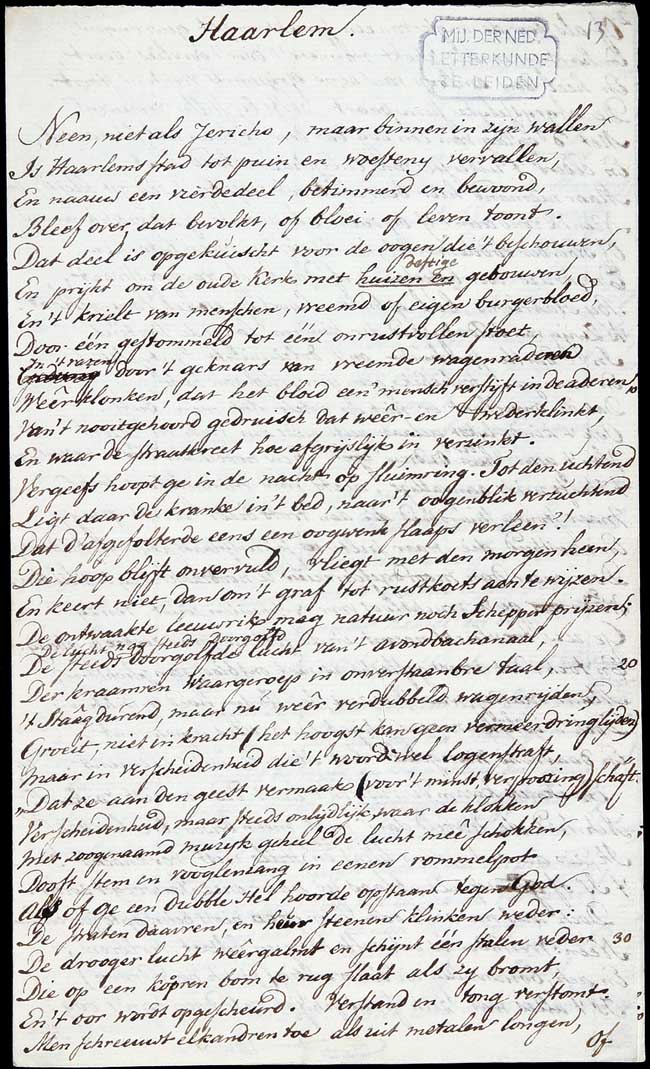 Haarlem.
13
MIJ. DER NED.
LETTERKUNDE
TE LEIDEN
Neen, niet als Jericho, maar binnen in zijn wallen
Is Haarlems stad tot puin en woesteny vervallen,
En naauw een vierdedeel, betimmerd en bewoond,
Bleef over, dat bevolkt, of bloei of leven toont.
Dat deel is opgekuischt voor de oogen die 't beschouwen,
deftige
En prijkt om de oude Kerk met huizen en gebouwen,
En 't krielt van menschen, vreemd of eigen burgerbloed,
Door één gestommeld tot één onrustvollen stoet,
In 't razen
door 't geknars van vreemde wagenraderen
Weêrklonken, dat het bloed een' mensch verstijft in de aderen 10
Van 't nooitgehoord gedruisch dat weêr- en wederklinkt,
En waar de straatkreet hoe afgrijslijk in verzinkt.
Vergeefs hoopt ge in de nacht op sluimring. Tot den uchtend
Ligt daar de kranke in 't bed, naar 't oogenblik verzuchtend
Dat d'afgefolterde eens een oogwenk slaaps verleen'!
Die hoop blijft onvervuld, vliegt met den morgen heen,
En keert niet, dan om 't graf tot rustkoets aan te wijzen.
De ontwaakte leeuwrik mag natuur noch Schepper prijzen;
De lucht nog steeds doorgolfd
De steeds doorgolfde lucht van 't avondbachanaal,
Der kraamren waargeroep in onverstaanbre taal, 20
't Staâgdurend, maar nu weêr verdubbeld wagenrijden,
Groeit niet in kracht (het hoogst kan geen vermeerdring lijden)
Maar in verscheidenheid die 't woord wel logenstraft,
"Dat ze aan den geest vermaak (voor 't minst, verpoozing) schaft.
Verscheidenheid, maar steeds onlijdlijk, waar de klokken
Met zoogenaamd muzyk geheel de lucht meê schokken,
Dooft stem en vooglenzang in eenen rommelpot
Als of ge een dubble Hel hoorde opstaan tegen God.
De straten daavren, en heur steenen klinken weder:
De drooger lucht weêrgalmt en schijnt één stalen veder 30
Die op een kopren bom te rug slaat als zy bromt,
En 't oor wordt opgescheurd. Verstand en tong verstomt.
Men schreeuwt elkandren toe als uit metalen longen,
Of